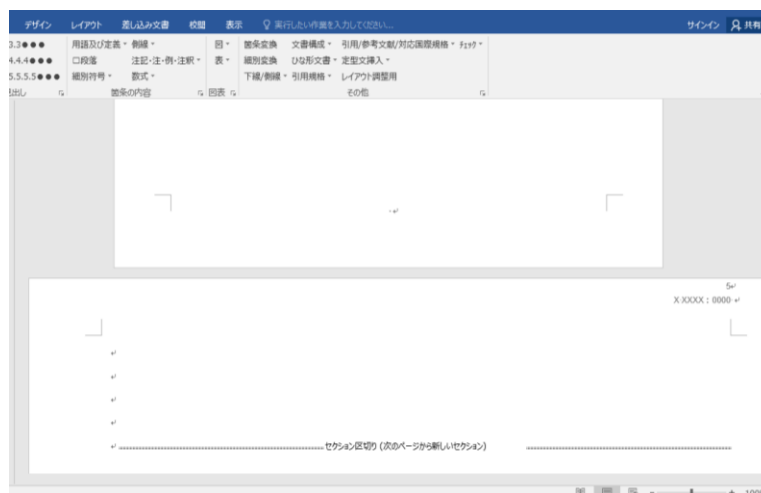 デザイン レイアウト 差し込み文書 校閲 表示 実行したい作業を入力してください... サインイン 共有
3.3●●● 用語及び定義 側線 図 箇条変換 文書構成 引用/参考文献/対応国際規格 ﾁｪｯｸ
4.4.4●●● □段落 注記・注・例・注釈 表 細別変換 ひな形文書 定型文挿入
5.5.5.5●●● 細別符号 数式 下線/側線 引用規格 レイアウト調整用
見出し 箇条の内容 図表 その他
5
X XXXX : 0000
セクション区切り (次のページから新しいセクション)